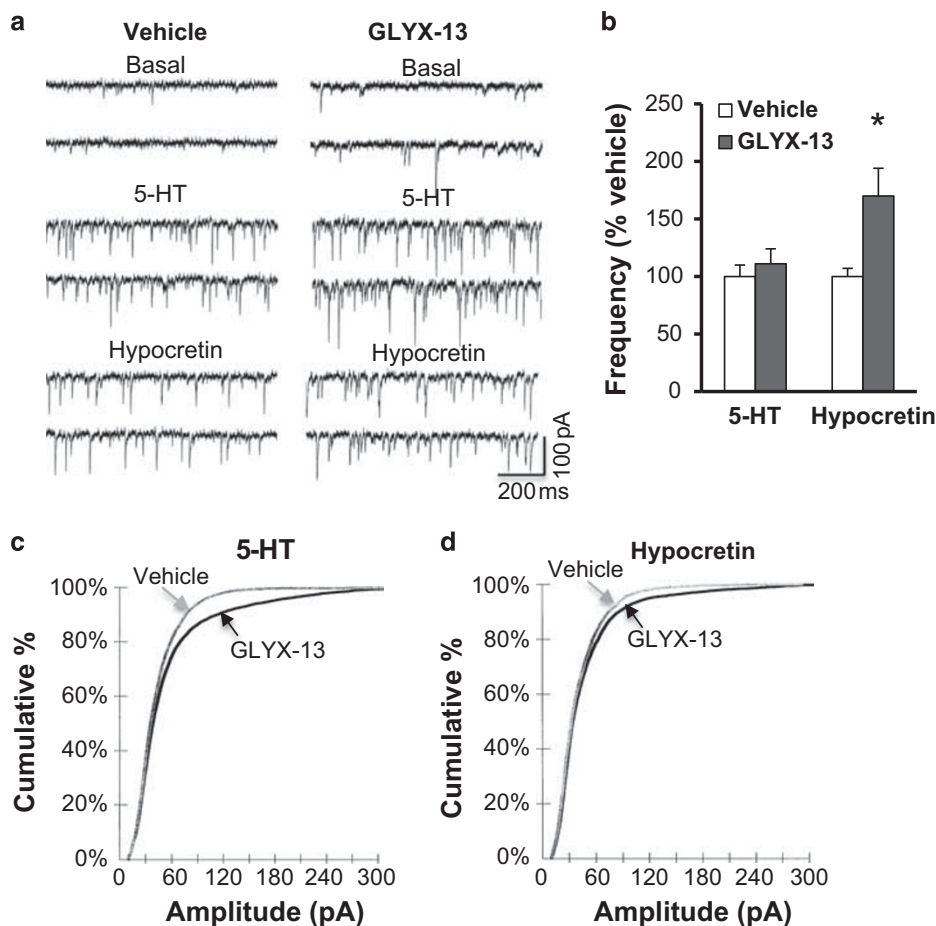 a
Vehicle
GLYX-13
Basal
Basal
5-HT
5-HT
Hypocretin
Hypocretin
100 pA
200 ms
b
Frequency (% vehicle)
250
200
150
100
50
0
Vehicle
GLYX-13
*
5-HT
Hypocretin
c
5-HT
Cumulative %
100%
80%
60%
40%
20%
0%
Vehicle
GLYX-13
0
60
120
180
240
300
Amplitude (pA)
d
Hypocretin
Cumulative %
100%
80%
60%
40%
20%
0%
Vehicle
GLYX-13
0
60
120
180
240
300
Amplitude (pA)